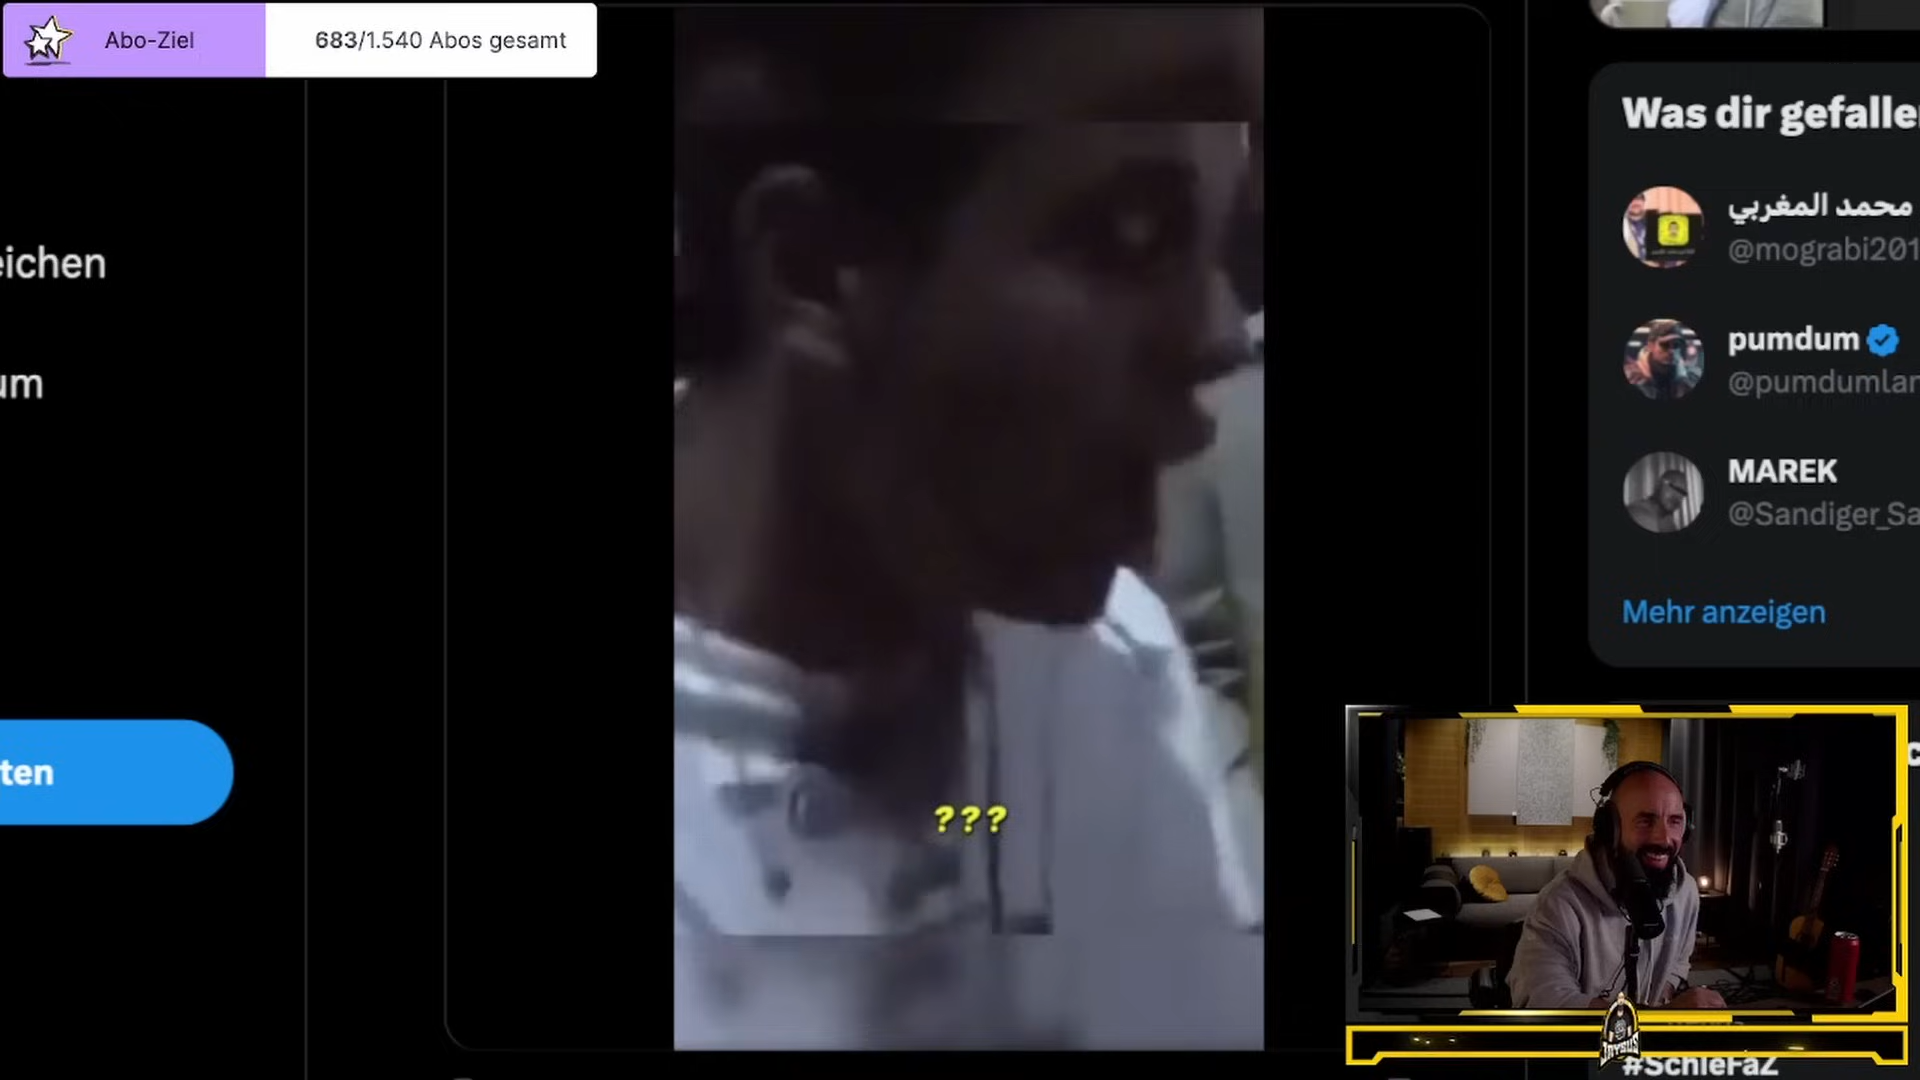 Abo-Ziel
683/1.540 Abos gesamt
eichen
um
ten
???
Was dir gefallen
محمد المغربي
@mograbi201
pumdum
@pumdumlan
MAREK
@Sandiger_Sa
Mehr anzeigen
JAYSUS
#SchleFaZ